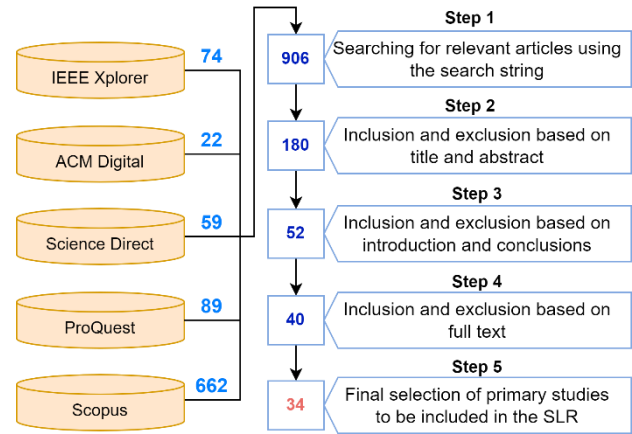 74
IEEE Xplorer
22
ACM Digital
59
Science Direct
89
ProQuest
662
Scopus
Step 1
906
Searching for relevant articles using
the search string
Step 2
180
Inclusion and exclusion based on
title and abstract
Step 3
52
Inclusion and exclusion based on
introduction and conclusions
Step 4
40
Inclusion and exclusion based on
full text
Step 5
34
Final selection of primary studies
to be included in the SLR